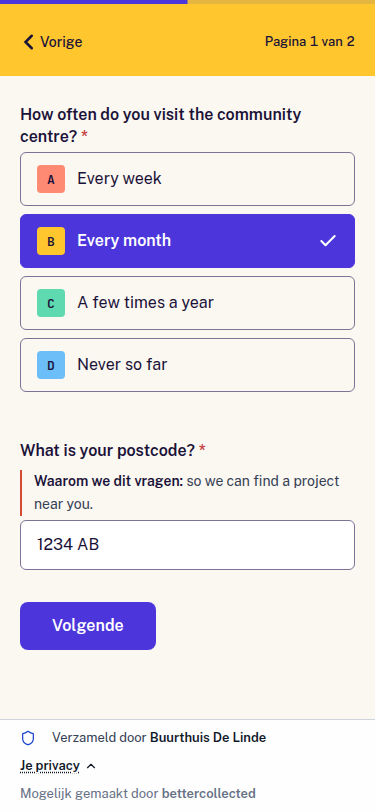 Vorige
Pagina 1 van 2
How often do you visit the community
centre? *
A Every week
B Every month
C A few times a year
D Never so far
What is your postcode? *
Waarom we dit vragen: so we can find a project
near you.
1234 AB
Volgende
Verzameld door Buurthuis De Linde
Je privacy
Mogelijk gemaakt door bettercollected